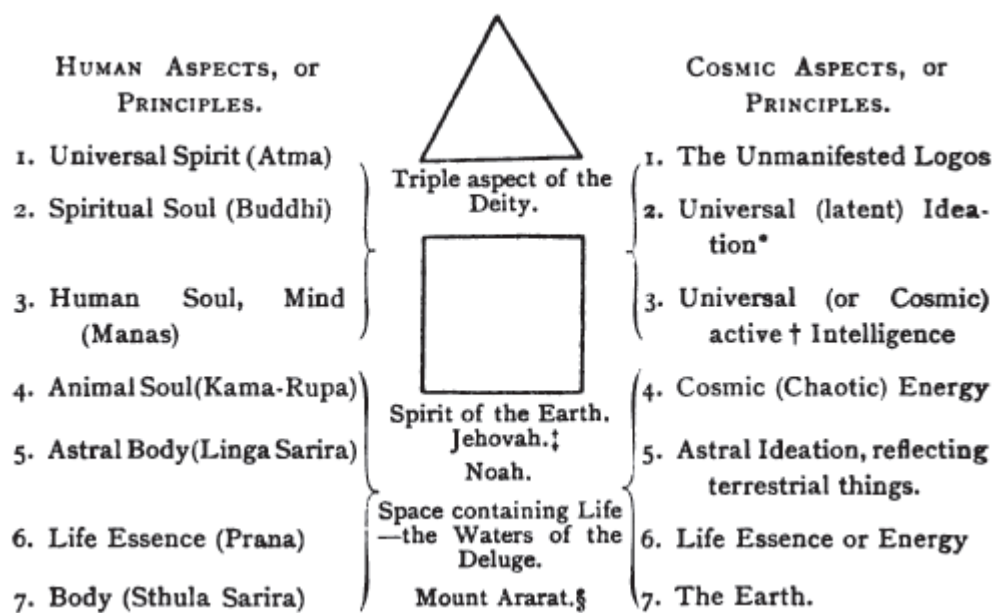 HUMAN ASPECTS, OR
PRINCIPLES.
1. Universal Spirit (Atma)
2. Spiritual Soul (Buddhi)
3. Human Soul, Mind
(Manas)
4. Animal Soul(Kama-Rupa)
5. Astral Body(Linga Sarira)
6. Life Essence (Prana)
7. Body (Sthula Sarira)
Triple aspect of the
Deity.
Spirit of the Earth.
Jehovah.‡
Noah.
Space containing Life
—the Waters of the
Deluge.
Mount Ararat.§
COSMIC ASPECTS, OR
PRINCIPLES.
1. The Unmanifested Logos
2. Universal (latent) Idea-
tion*
3. Universal (or Cosmic)
active † Intelligence
4. Cosmic (Chaotic) Energy
5. Astral Ideation, reflecting
terrestrial things.
6. Life Essence or Energy
7. The Earth.